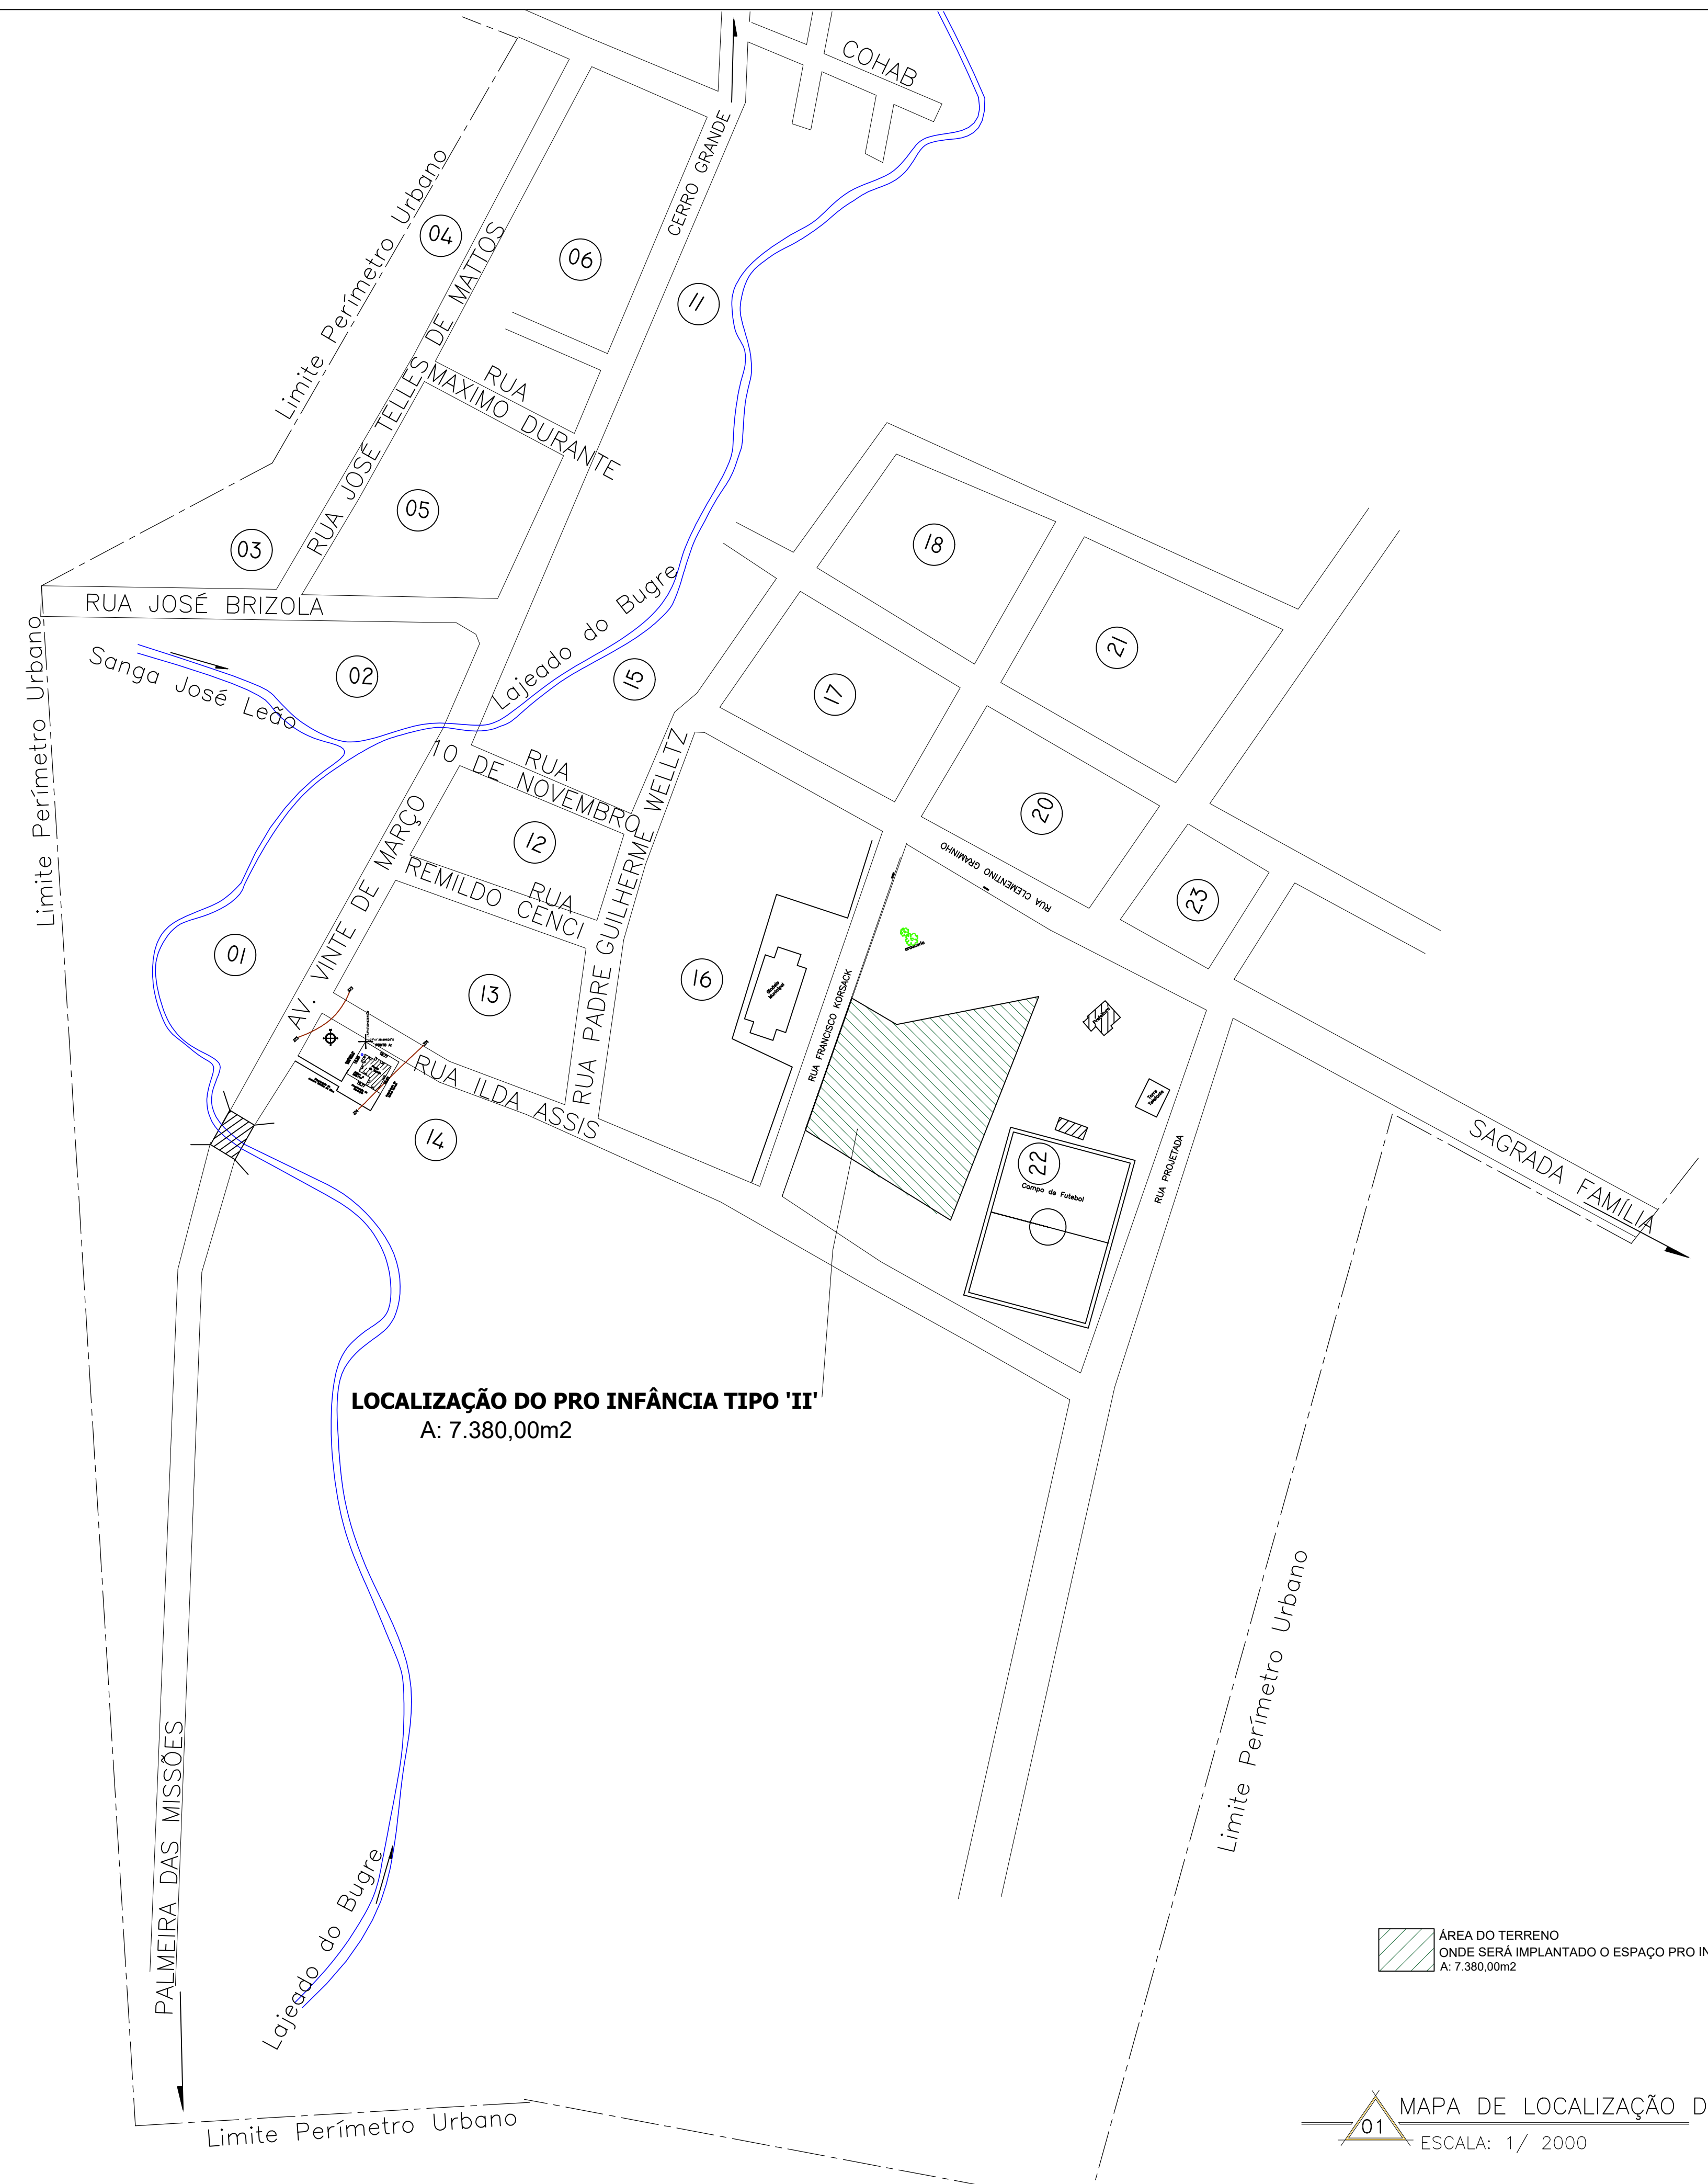 COHAB
CERRO GRANDE
Limite Perímetro Urbano
04
RUA JOSÉ TELLES DE MATTOS
06
11
RUA
MAXIMO DURANTE
05
03
18
RUA JOSÉ BRIZOLA
Limite Perímetro Urbano
Sanga José Leão
02
Lajeado do Bugre
15
17
21
10 DE NOVEMBRO
RUA
RUA PADRE GUILHERME WELLTZ
12
20
AV. VINTE DE MARÇO
REMILDO CENCI
RUA
RUA CLEMENTINO GRAMINHO
23
01
13
16
Ginásio
Municipal
RUA FRANCISCO KORSACK
RUA ILDA ASSIS
14
Torre
Telefonia
22
Campo de Futebol
RUA PROJETADA
SAGRADA FAMÍLIA
LOCALIZAÇÃO DO PRO INFÂNCIA TIPO 'II'
A: 7.380,00m2
Limite Perímetro Urbano
PALMEIRA DAS MISSÕES
Lajeado do Bugre
ÁREA DO TERRENO
ONDE SERÁ IMPLANTADO O ESPAÇO PRO IN
A: 7.380,00m2
Limite Perímetro Urbano
01
MAPA DE LOCALIZAÇÃO D
ESCALA: 1/ 2000